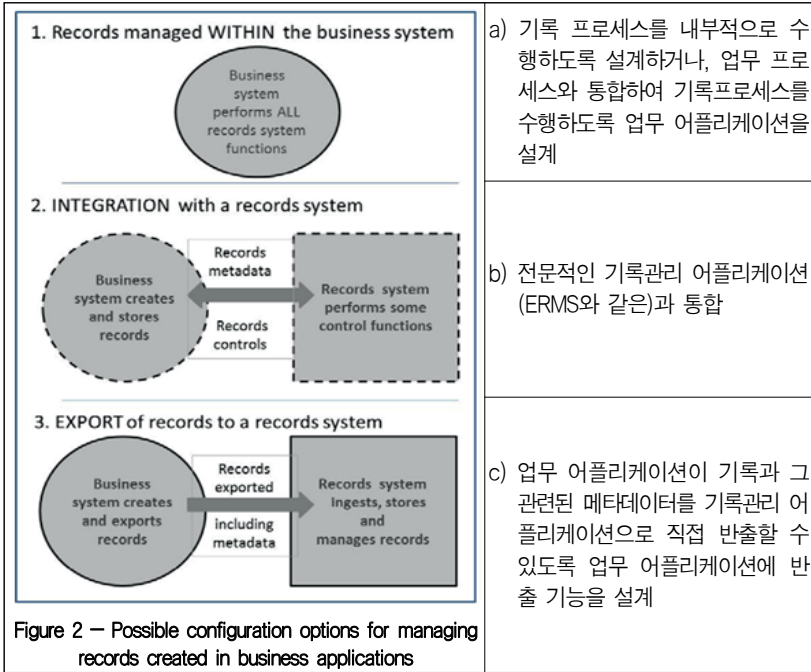 1. Records managed WITHIN the business system
Business
system
performs ALL
records system
functions
2. INTEGRATION with a records system
Business
system creates
and stores
records
Records
metadata
Records
controls
Records system
performs some
control functions
3. EXPORT of records to a records system
Business
system creates
and exports
records
Records
exported
including
metadata
Records system
ingests, stores
and
manages records
Figure 2 — Possible configuration options for managing
records created in business applications
a) 기록 프로세스를 내부적으로 수
행하도록 설계하거나, 업무 프로
세스와 통합하여 기록프로세스를
수행하도록 업무 어플리케이션을
설계
b) 전문적인 기록관리 어플리케이션
(ERMS와 같은)과 통합
c) 업무 어플리케이션이 기록과 그
관련된 메타데이터를 기록관리 어
플리케이션으로 직접 반출할 수
있도록 업무 어플리케이션에 반
출 기능을 설계